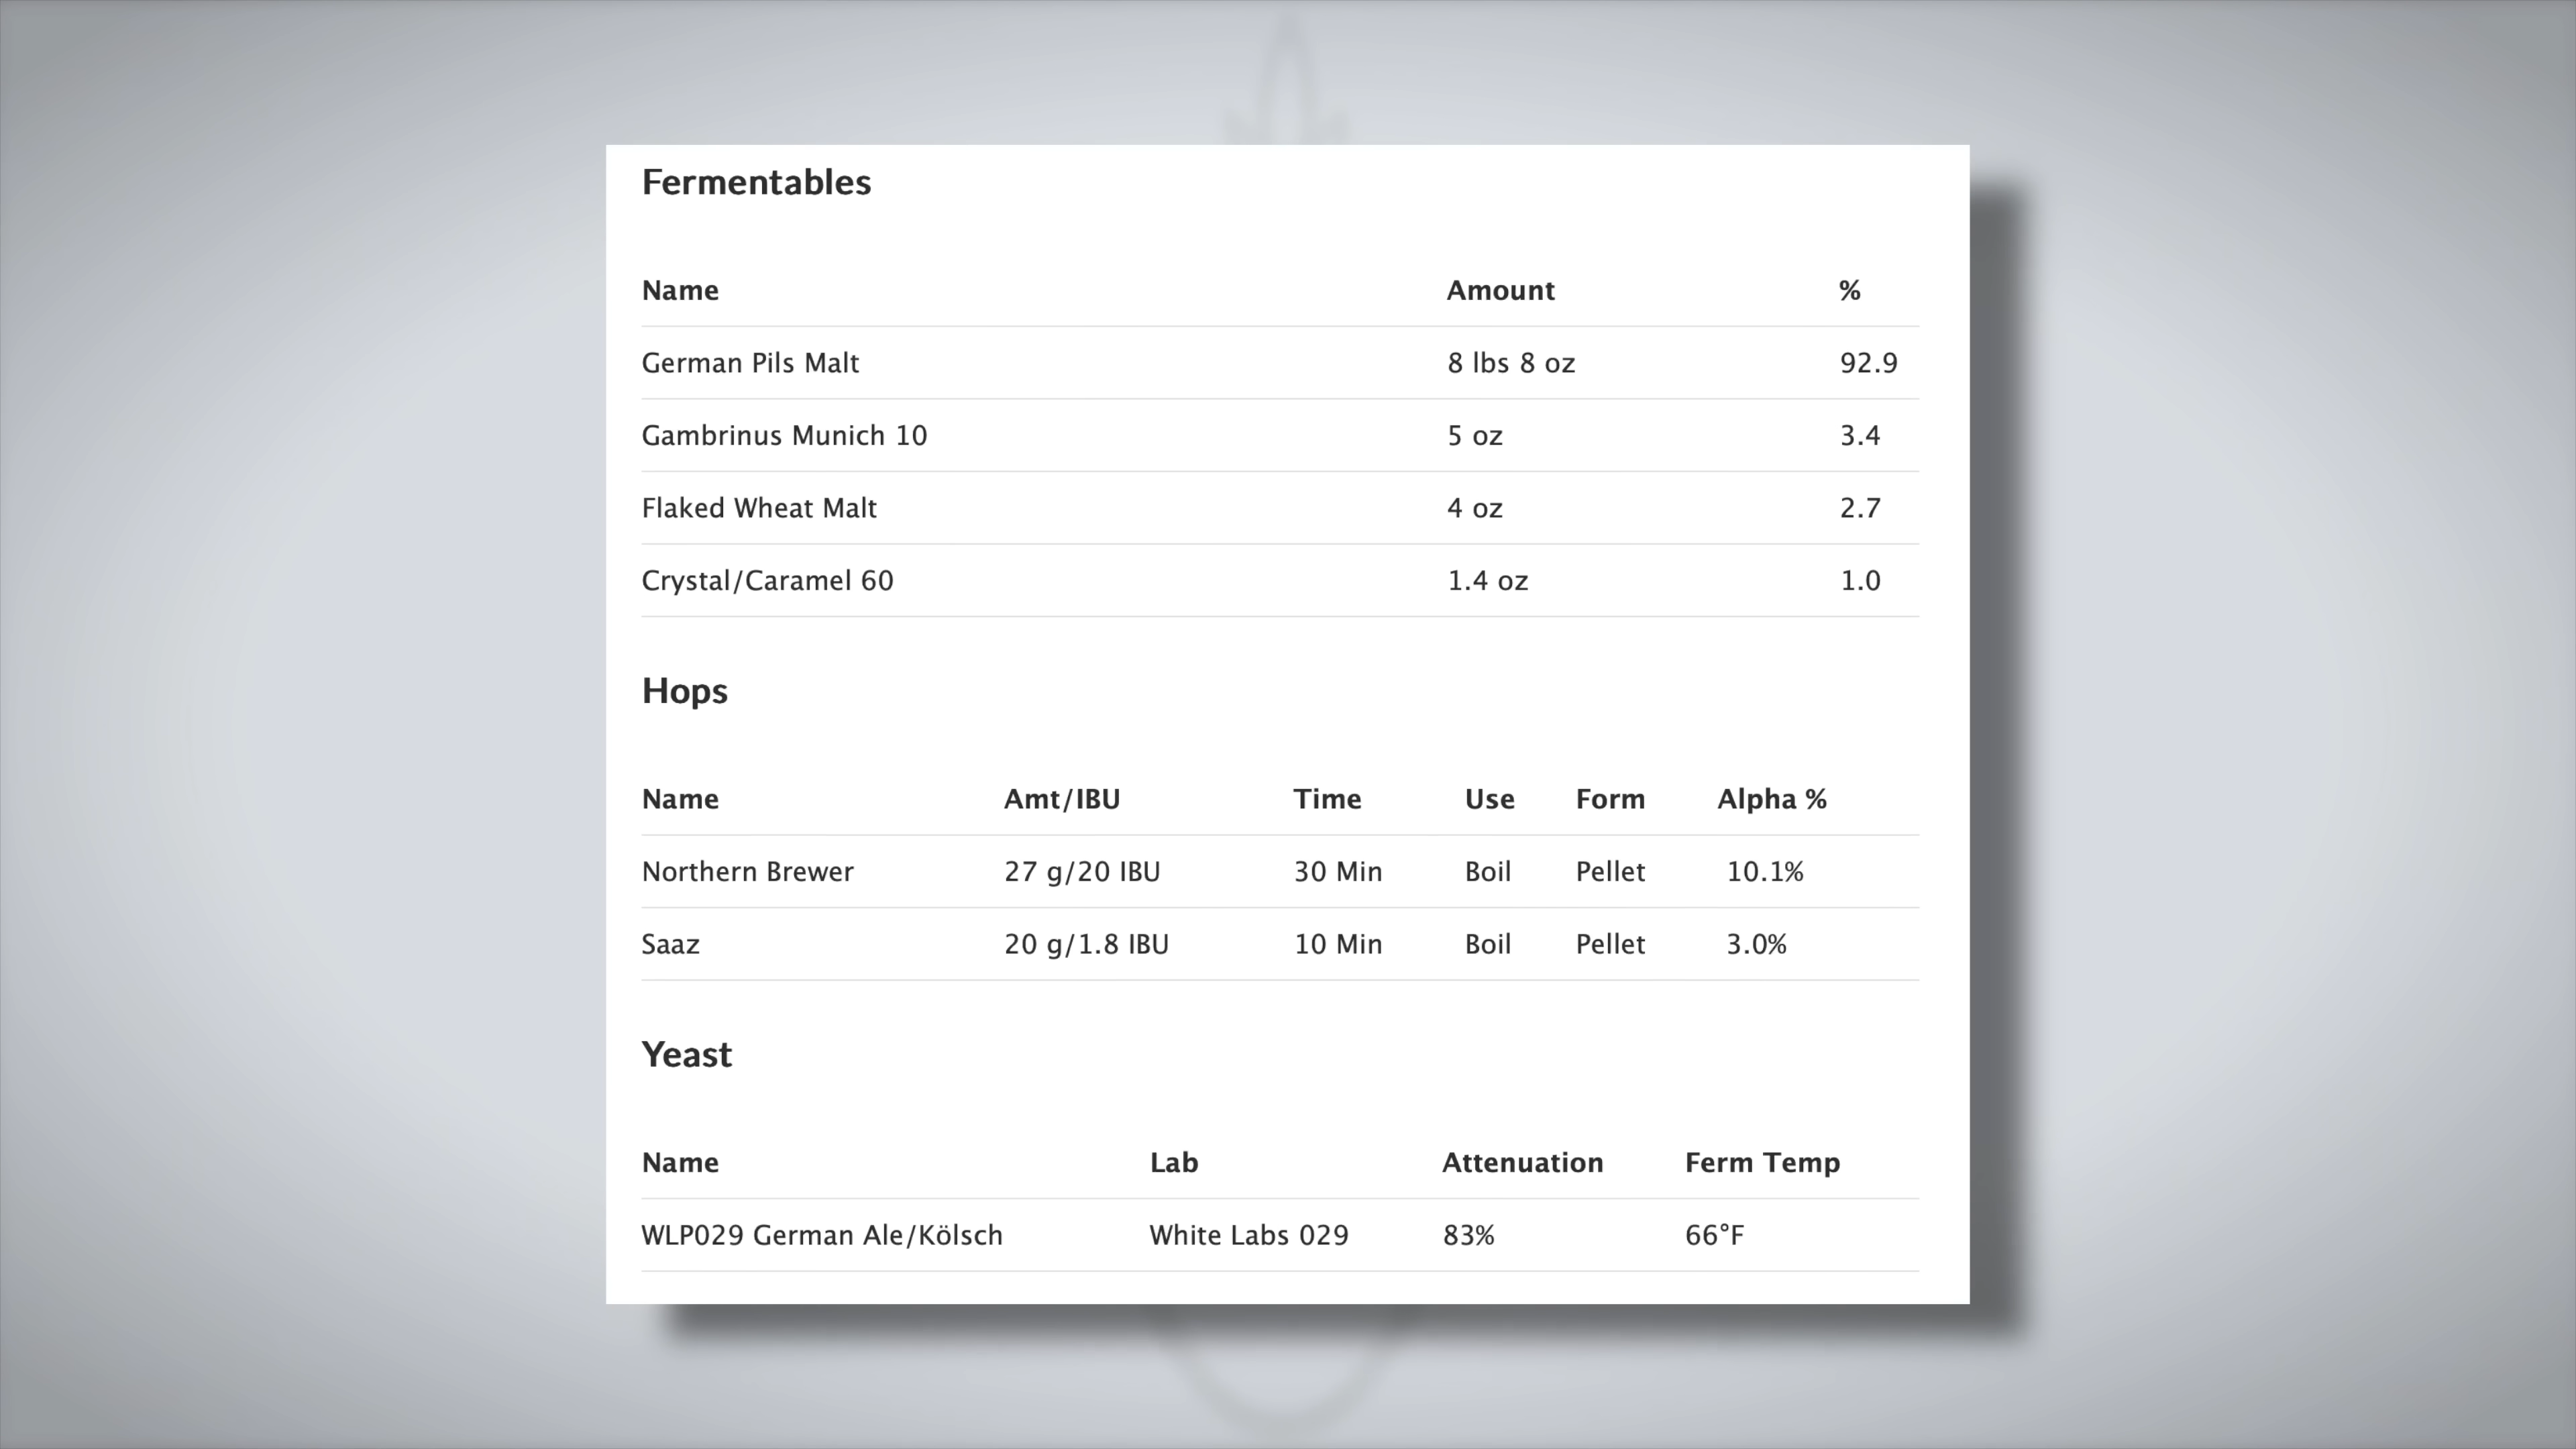 Fermentables
Name Amount %
German Pils Malt 8 lbs 8 oz 92.9
Gambrinus Munich 10 5 oz 3.4
Flaked Wheat Malt 4 oz 2.7
Crystal/Caramel 60 1.4 oz 1.0
Hops
Name Amt/IBU Time Use Form Alpha %
Northern Brewer 27 g/20 IBU 30 Min Boil Pellet 10.1%
Saaz 20 g/1.8 IBU 10 Min Boil Pellet 3.0%
Yeast
Name Lab Attenuation Ferm Temp
WLP029 German Ale/Kölsch White Labs 029 83% 66°F